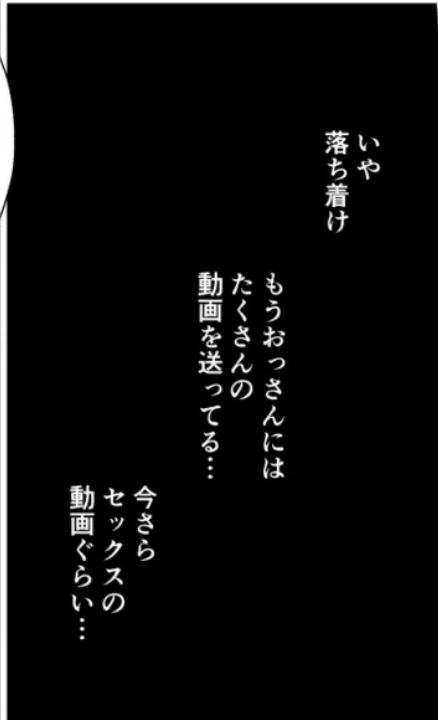 いや
落ち着け
もうおっさんには
たくさんの
動画を送ってる…
今さら
セックスの
動画ぐらい…